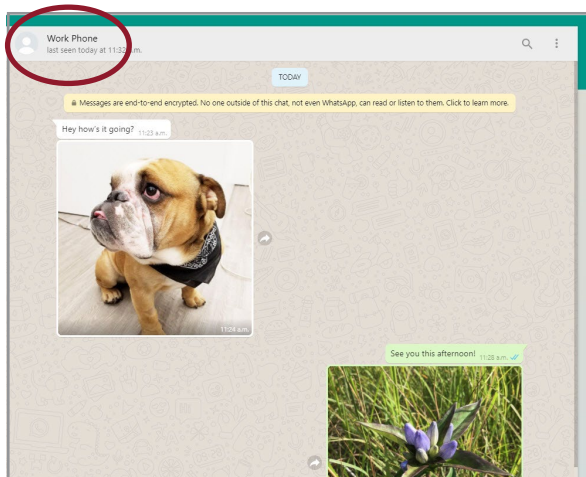 Work Phone
last seen today at 11:32 a.m.
TODAY
Messages are end-to-end encrypted. No one outside of this chat, not even WhatsApp, can read or listen to them. Click to learn more.
Hey how's it going? 11:23 a.m.
11:24 a.m.
See you this afternoon! 11:28 a.m.